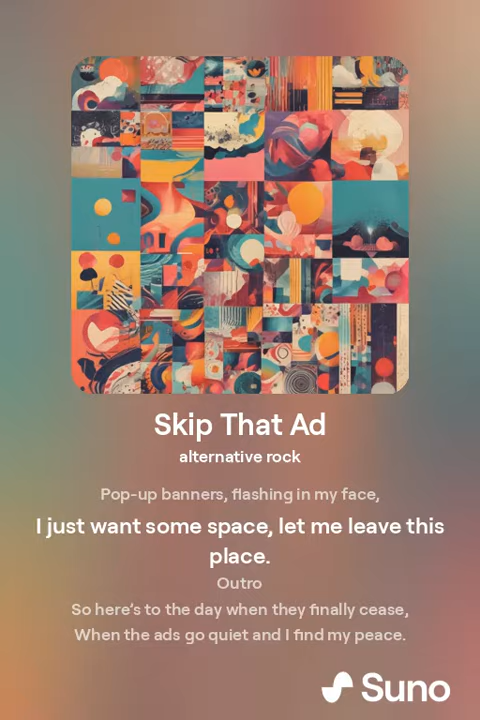 Skip That Ad
alternative rock
Pop-up banners, flashing in my face,
I just want some space, let me leave this
place.
Outro
So here's to the day when they finally cease,
When the ads go quiet and I find my peace.
Suno